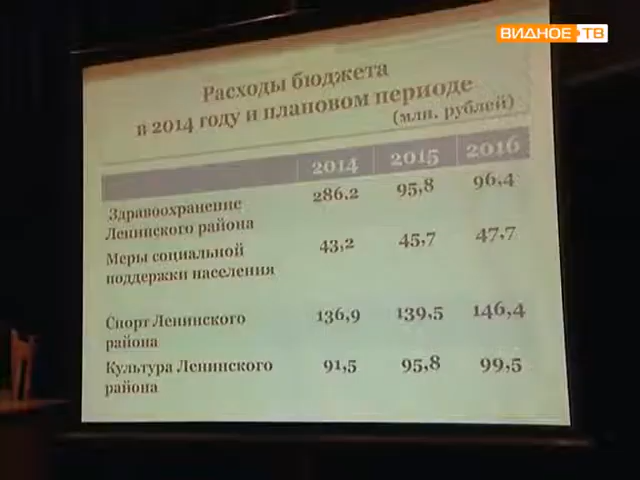 ВИДНОЕ ТВ
Расходы бюджета
в 2014 году и плановом периоде
(млн. рублей)
2014 2015 2016
Здравоохранение
Ленинского района
286,2 95,8 96,4
Меры социальной
поддержки населения
43,2 45,7 47,7
Спорт Ленинского
района
136,9 139,5 146,4
Культура Ленинского
района
91,5 95,8 99,5